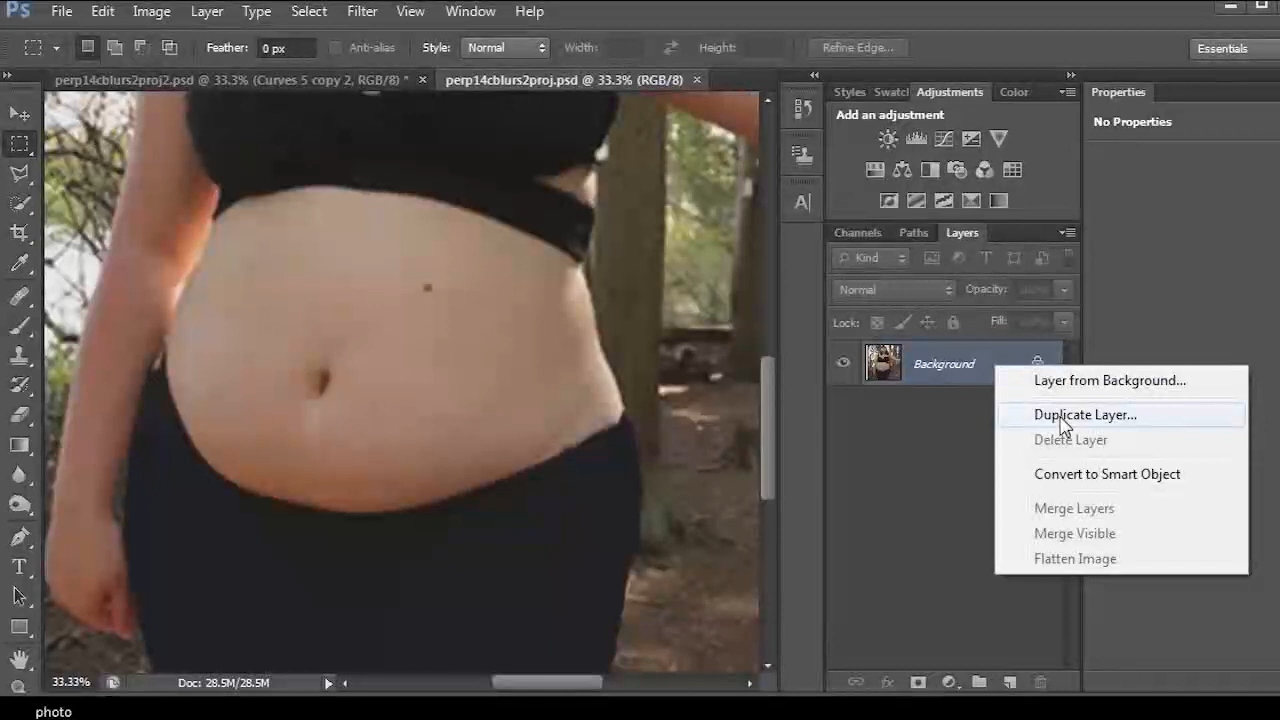 Ps File Edit Image Layer Type Select Filter View Window Help
Feather: 0 px Anti-alias Style: Normal Width: Height: Refine Edge... Essentials
perp14cblurs2proj2.psd @ 33.3% (Curves 5 copy 2, RGB/8) * × perp14cblurs2proj.psd @ 33.3% (RGB/8) ×
Styles Swatcl Adjustments Color Properties
Add an adjustment
No Properties
Channels Paths Layers
Kind
Normal Opacity:
Lock: Fill:
Background
Layer from Background...
Duplicate Layer...
Delete Layer
Convert to Smart Object
Merge Layers
Merge Visible
Flatten Image
33.33% Doc: 28.5M/28.5M
photo